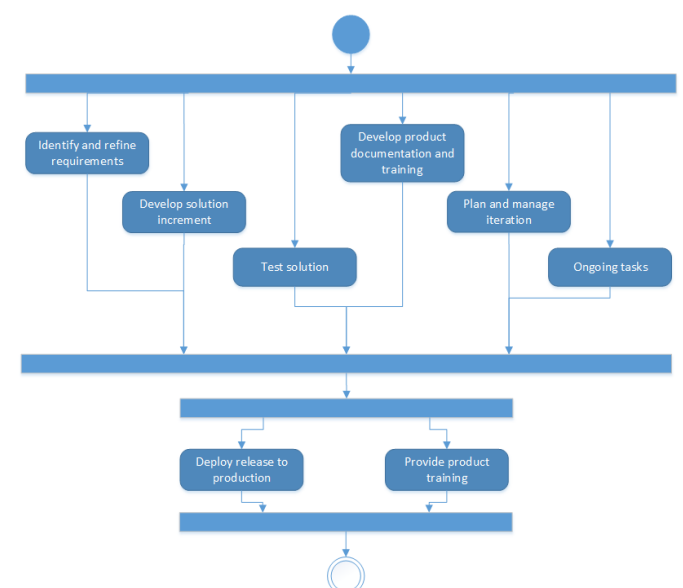 Identify and refine
requirements
Develop solution
increment
Test solution
Develop product
documentation and
training
Plan and manage
iteration
Ongoing tasks
Deploy release to
production
Provide product
training